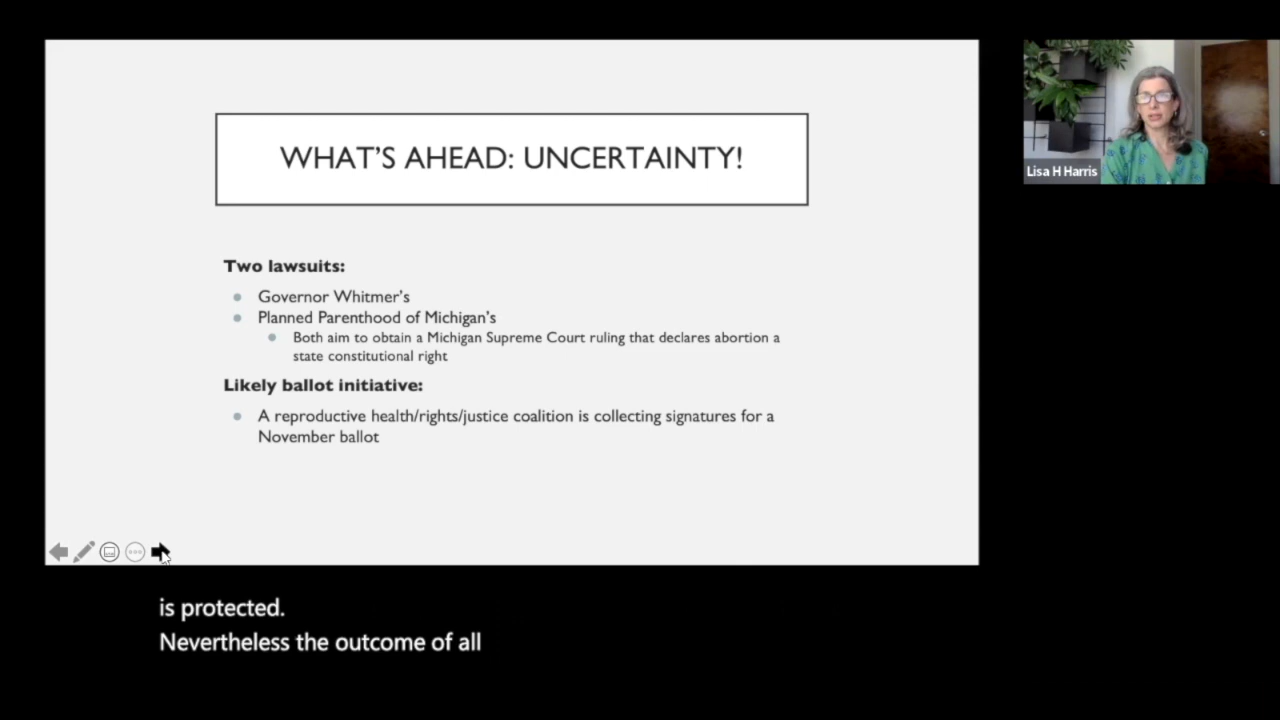 WHAT'S AHEAD: UNCERTAINTY!
Two lawsuits:
Governor Whitmer's
Planned Parenthood of Michigan's
Both aim to obtain a Michigan Supreme Court ruling that declares abortion a
state constitutional right
Likely ballot initiative:
A reproductive health/rights/justice coalition is collecting signatures for a
November ballot
Lisa H Harris
is protected.
Nevertheless the outcome of all